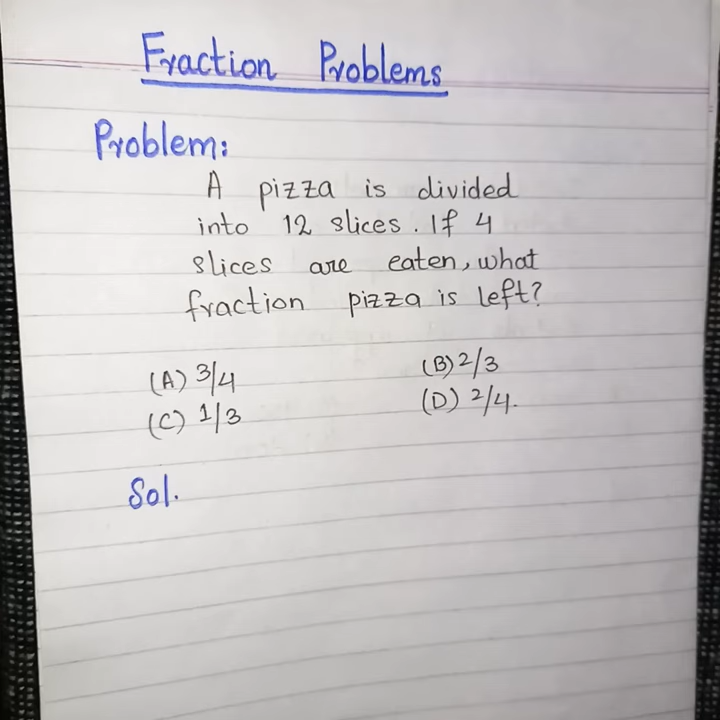 Fraction Problems
Problem:
A pizza is divided
into 12 slices. If 4
slices are eaten, what
fraction pizza is left?
(A) 3/4 (B) 2/3
(C) 1/3 (D) 2/4.
Sol.